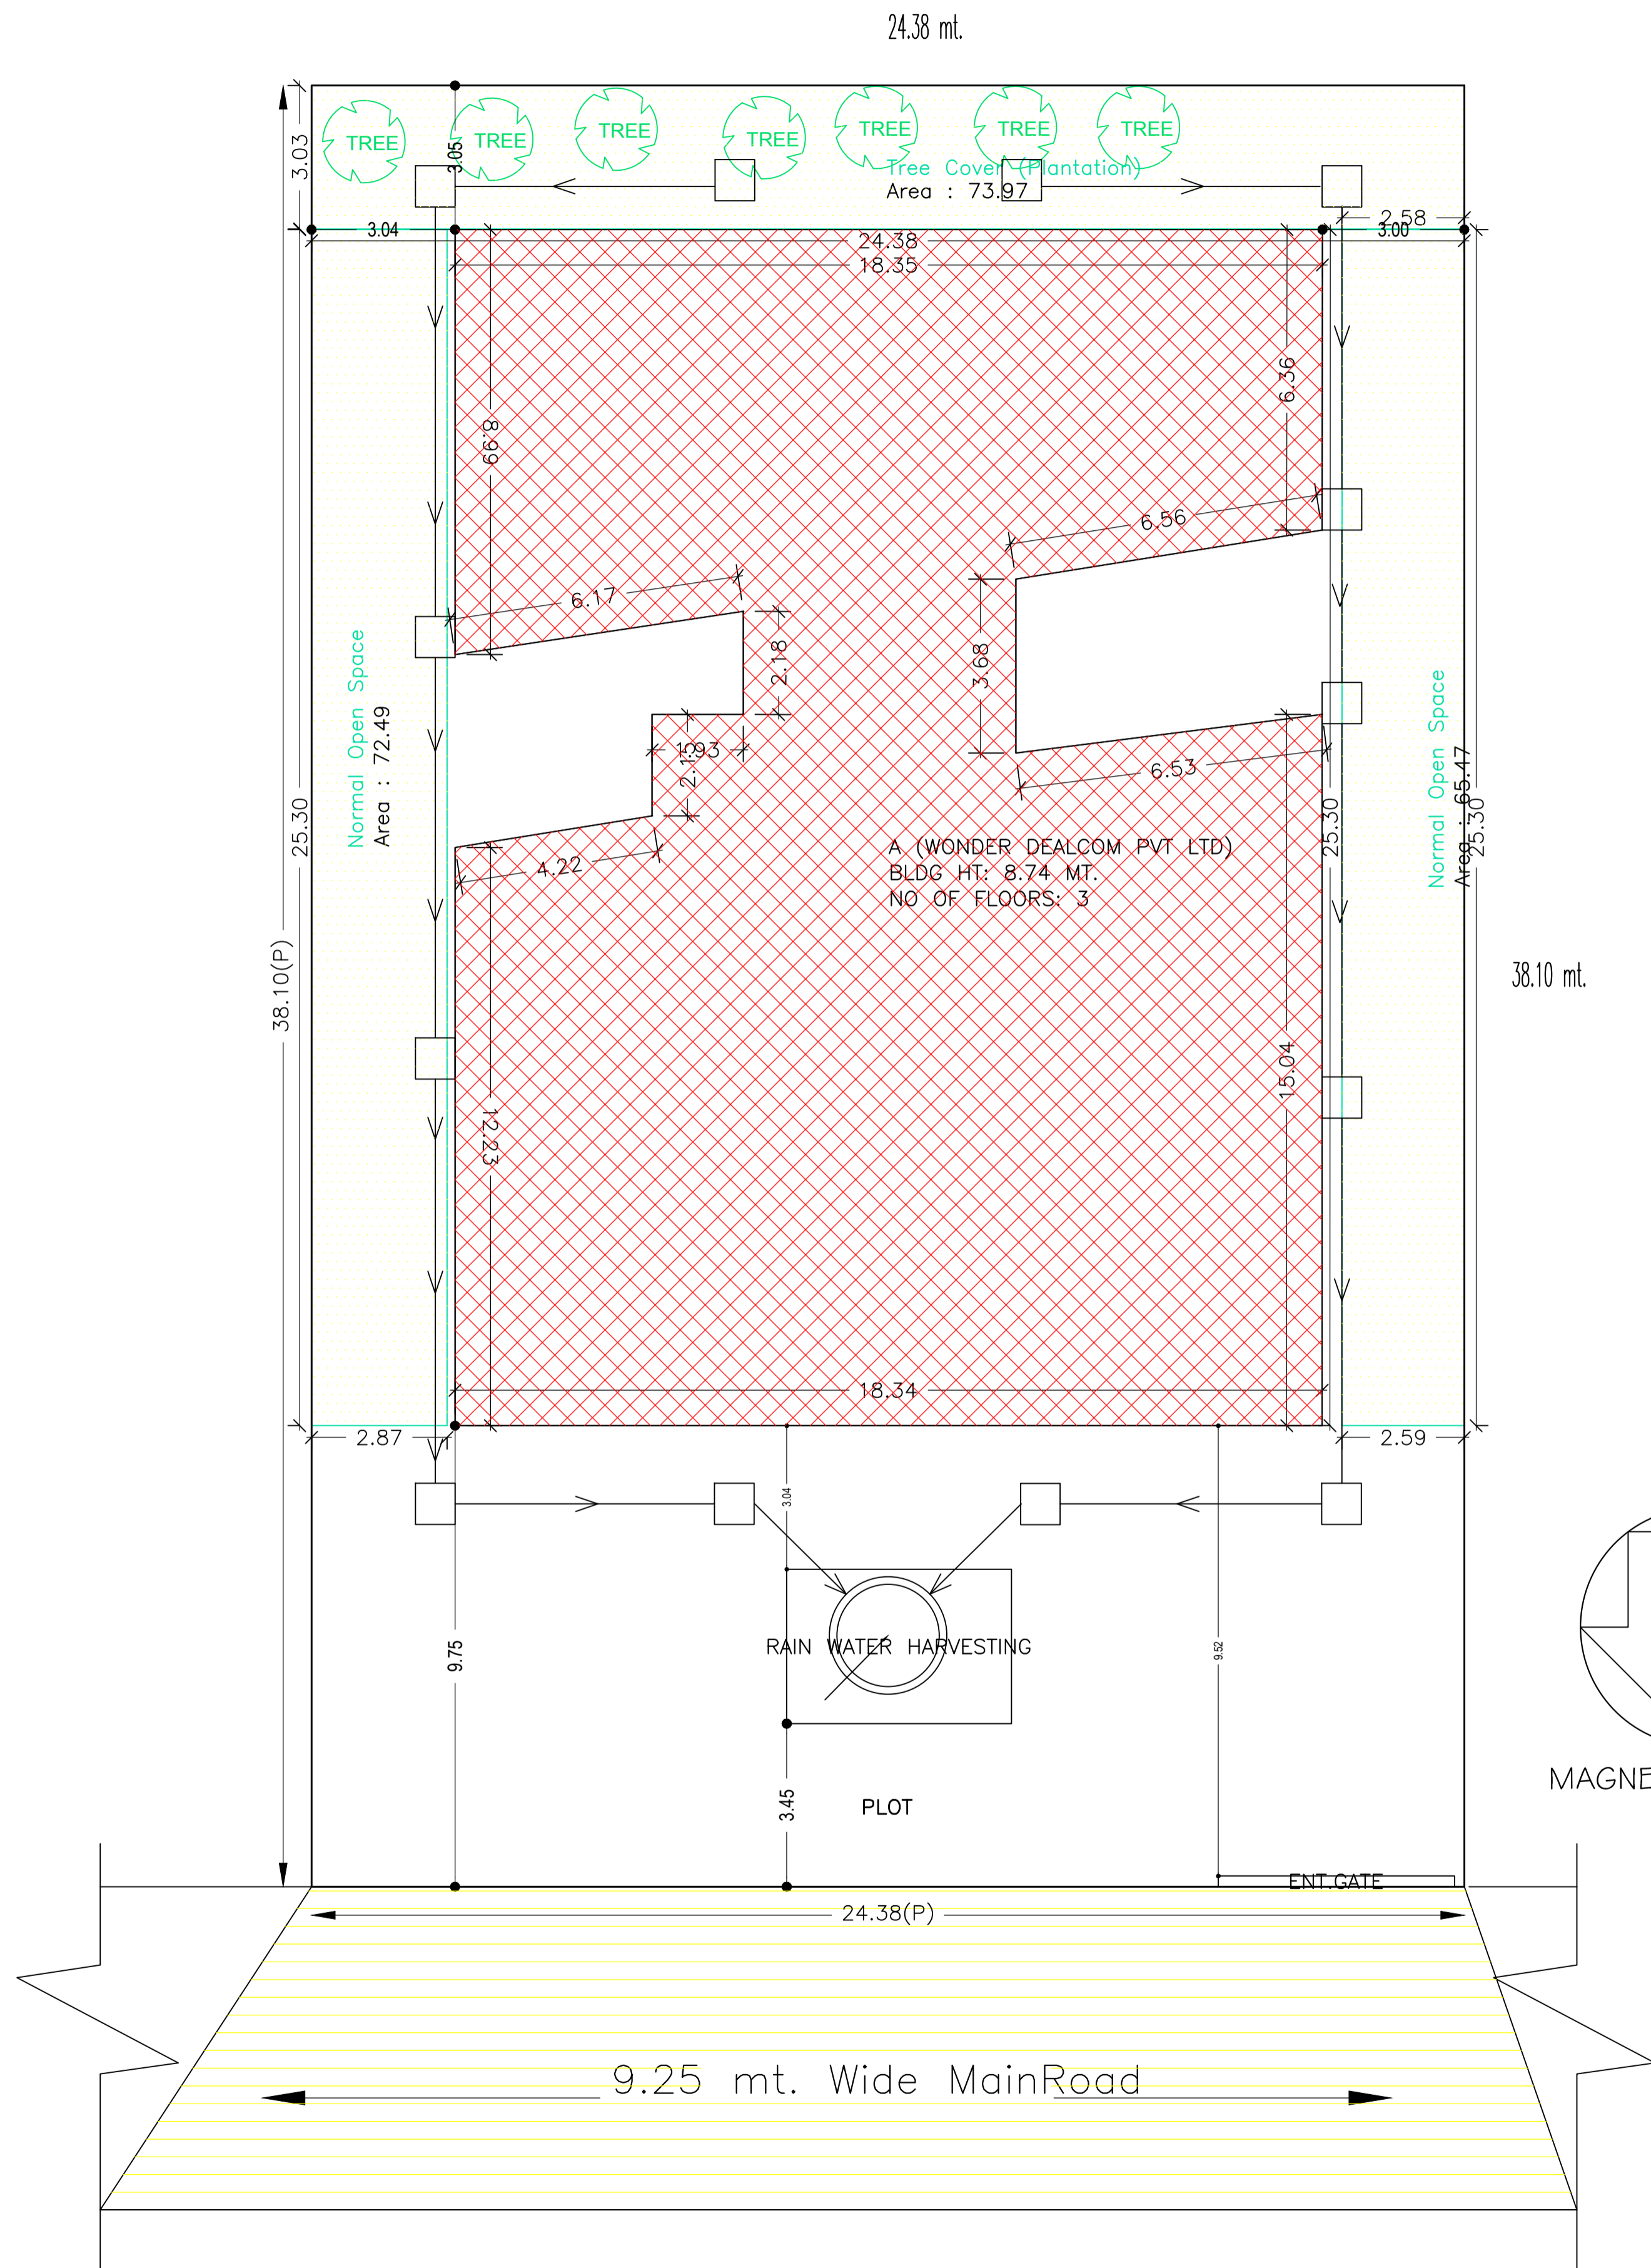 24.38 mt.
TREE
TREE
TREE
TREE
TREE
TREE
TREE
3.03
3.05
Tree Cover (Plantation)
Area : 73.97
2.58
3.04
3.00
24.38
18.35
8.99
6.36
6.56
6.17
2.18
3.68
1.93
6.53
4.22
Normal Open Space
Area : 72.49
Normal Open Space
Area : 65.47
25.30
25.30
25.30
A (WONDER DEALCOM PVT LTD)
BLDG HT: 8.74 MT.
NO OF FLOORS: 3
38.10(P)
38.10 mt.
12.23
15.04
18.34
2.87
2.59
3.04
9.75
9.52
RAIN WATER HARVESTING
3.45
PLOT
ENT.GATE
24.38(P)
9.25 mt. Wide MainRoad